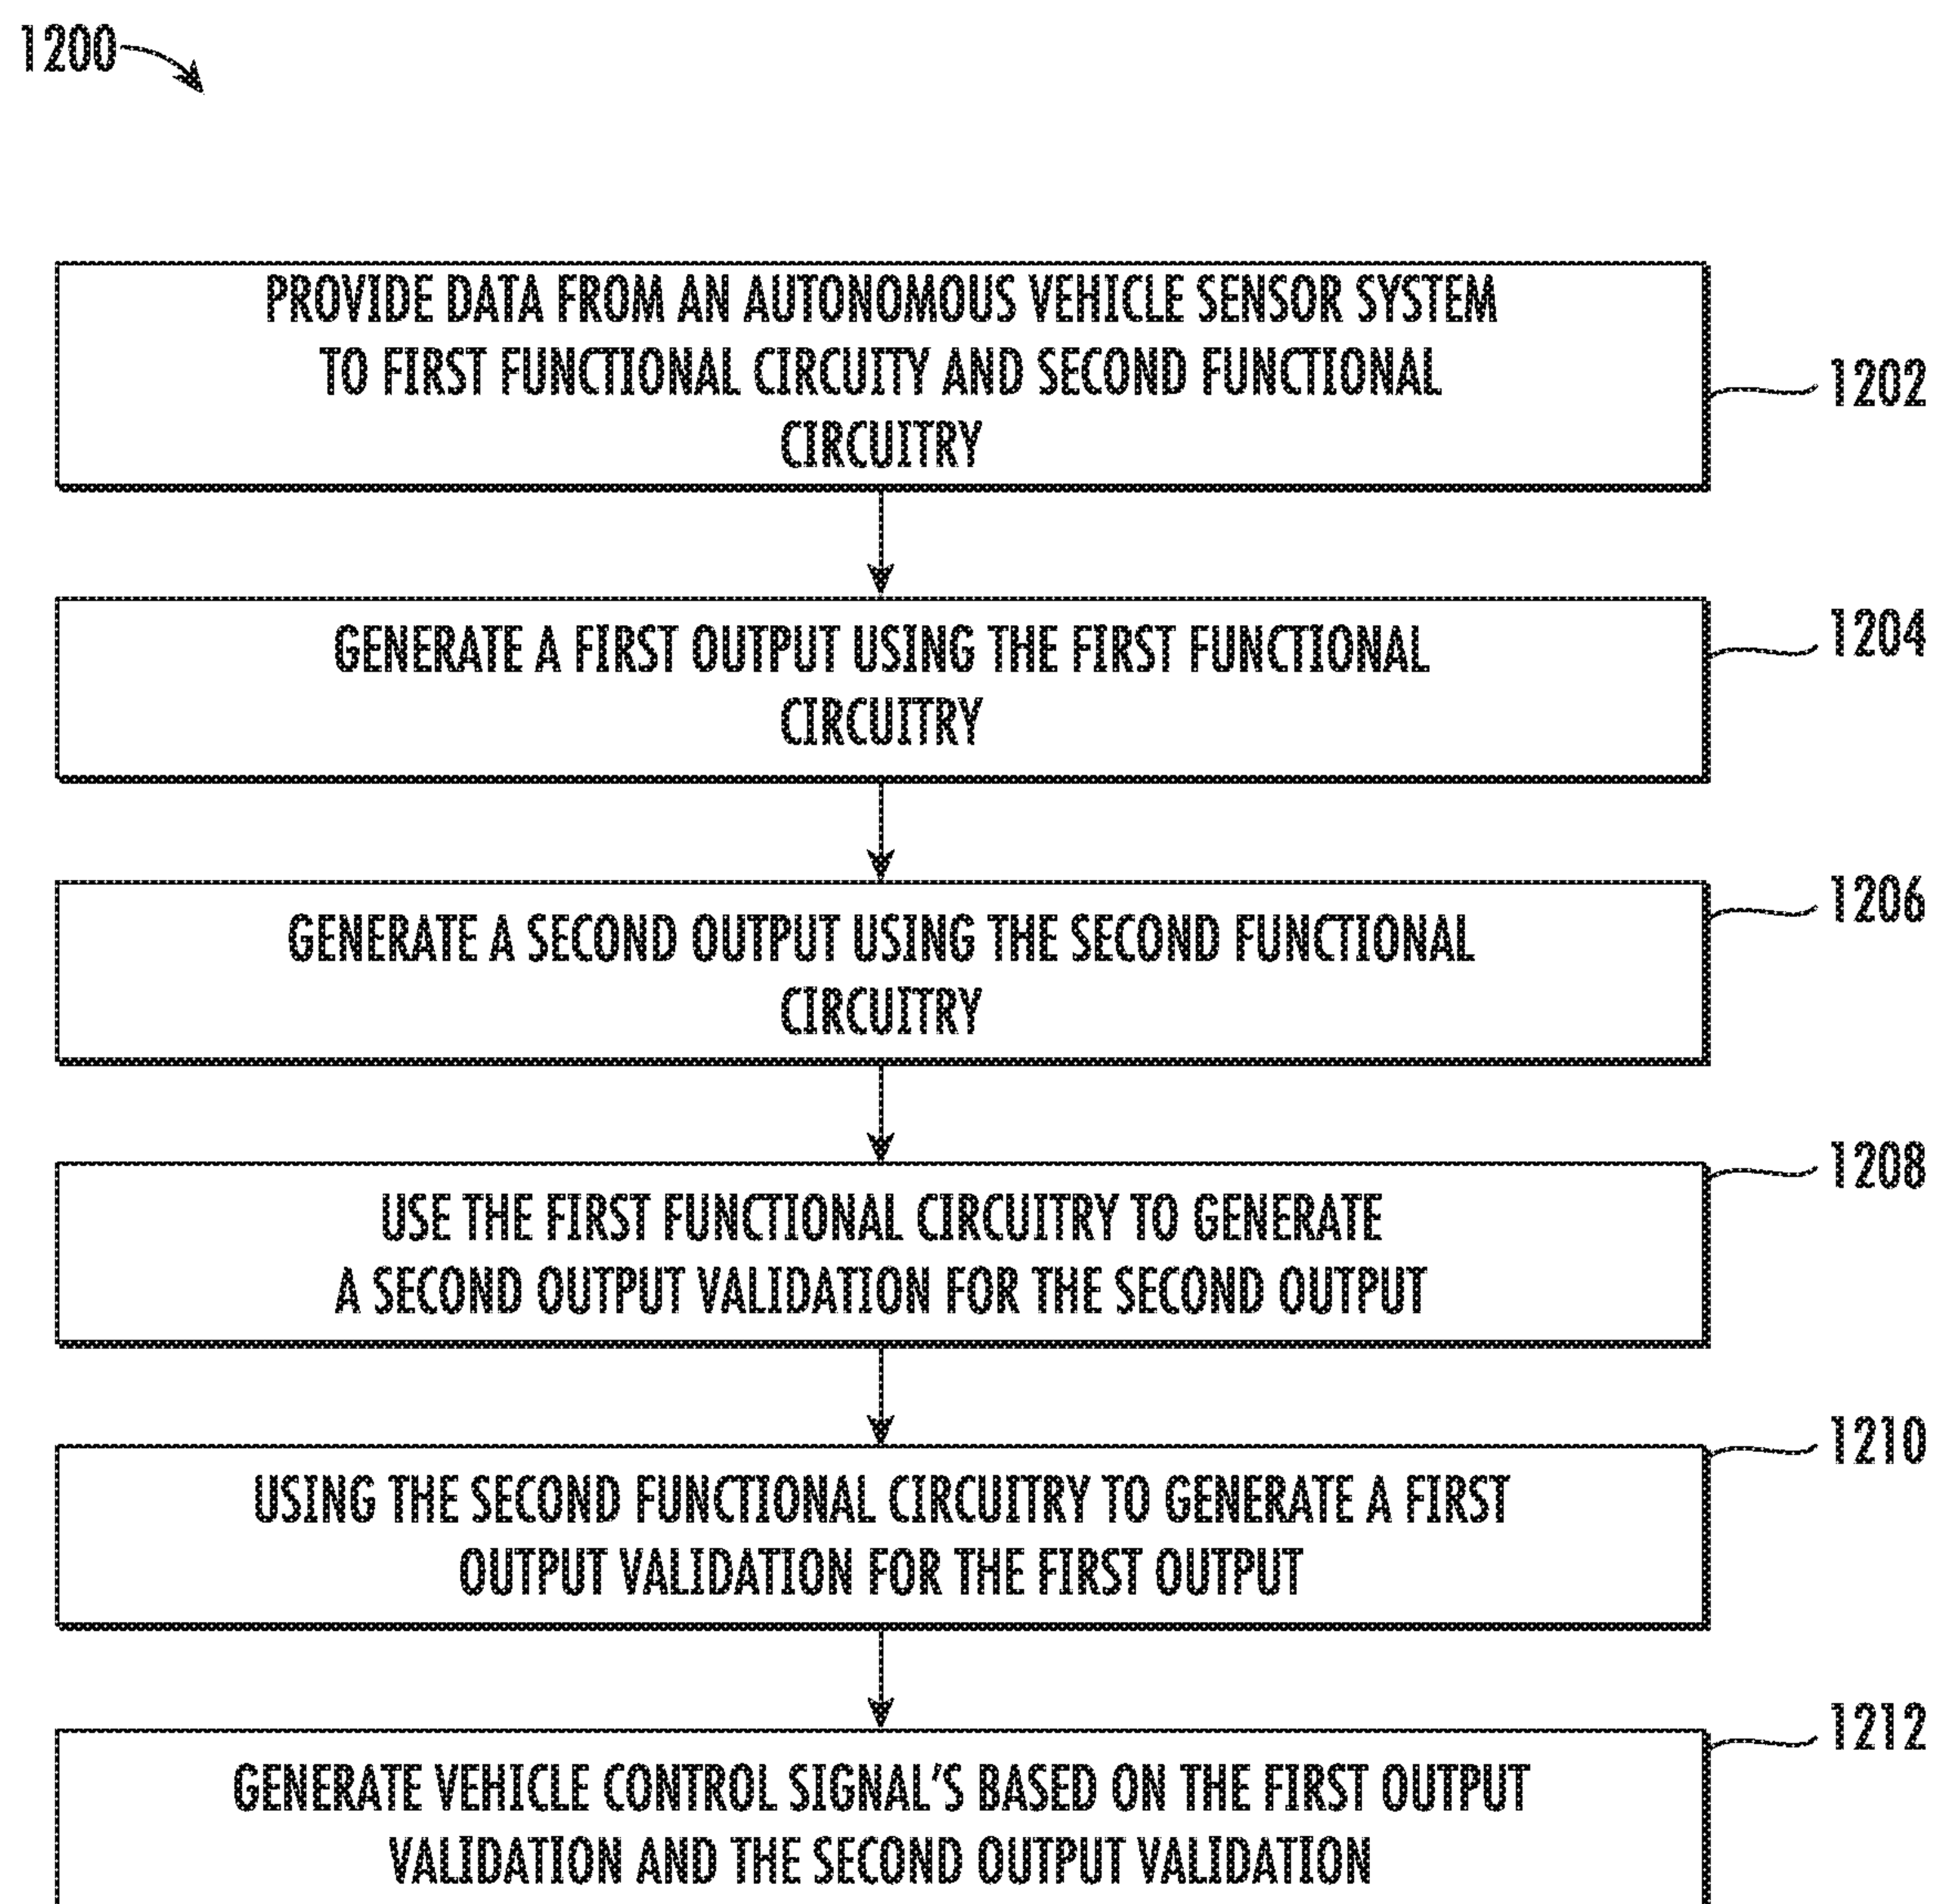 1200
PROVIDE DATA FROM AN AUTONOMOUS VEHICLE SENSOR SYSTEM
TO FIRST FUNCTIONAL CIRCUITY AND SECOND FUNCTIONAL
CIRCUITRY
1202
GENERATE A FIRST OUTPUT USING THE FIRST FUNCTIONAL
CIRCUITRY
1204
GENERATE A SECOND OUTPUT USING THE SECOND FUNCTIONAL
CIRCUITRY
1206
USE THE FIRST FUNCTIONAL CIRCUITRY TO GENERATE
A SECOND OUTPUT VALIDATION FOR THE SECOND OUTPUT
1208
USING THE SECOND FUNCTIONAL CIRCUITRY TO GENERATE A FIRST
OUTPUT VALIDATION FOR THE FIRST OUTPUT
1210
GENERATE VEHICLE CONTROL SIGNAL'S BASED ON THE FIRST OUTPUT
VALIDATION AND THE SECOND OUTPUT VALIDATION
1212